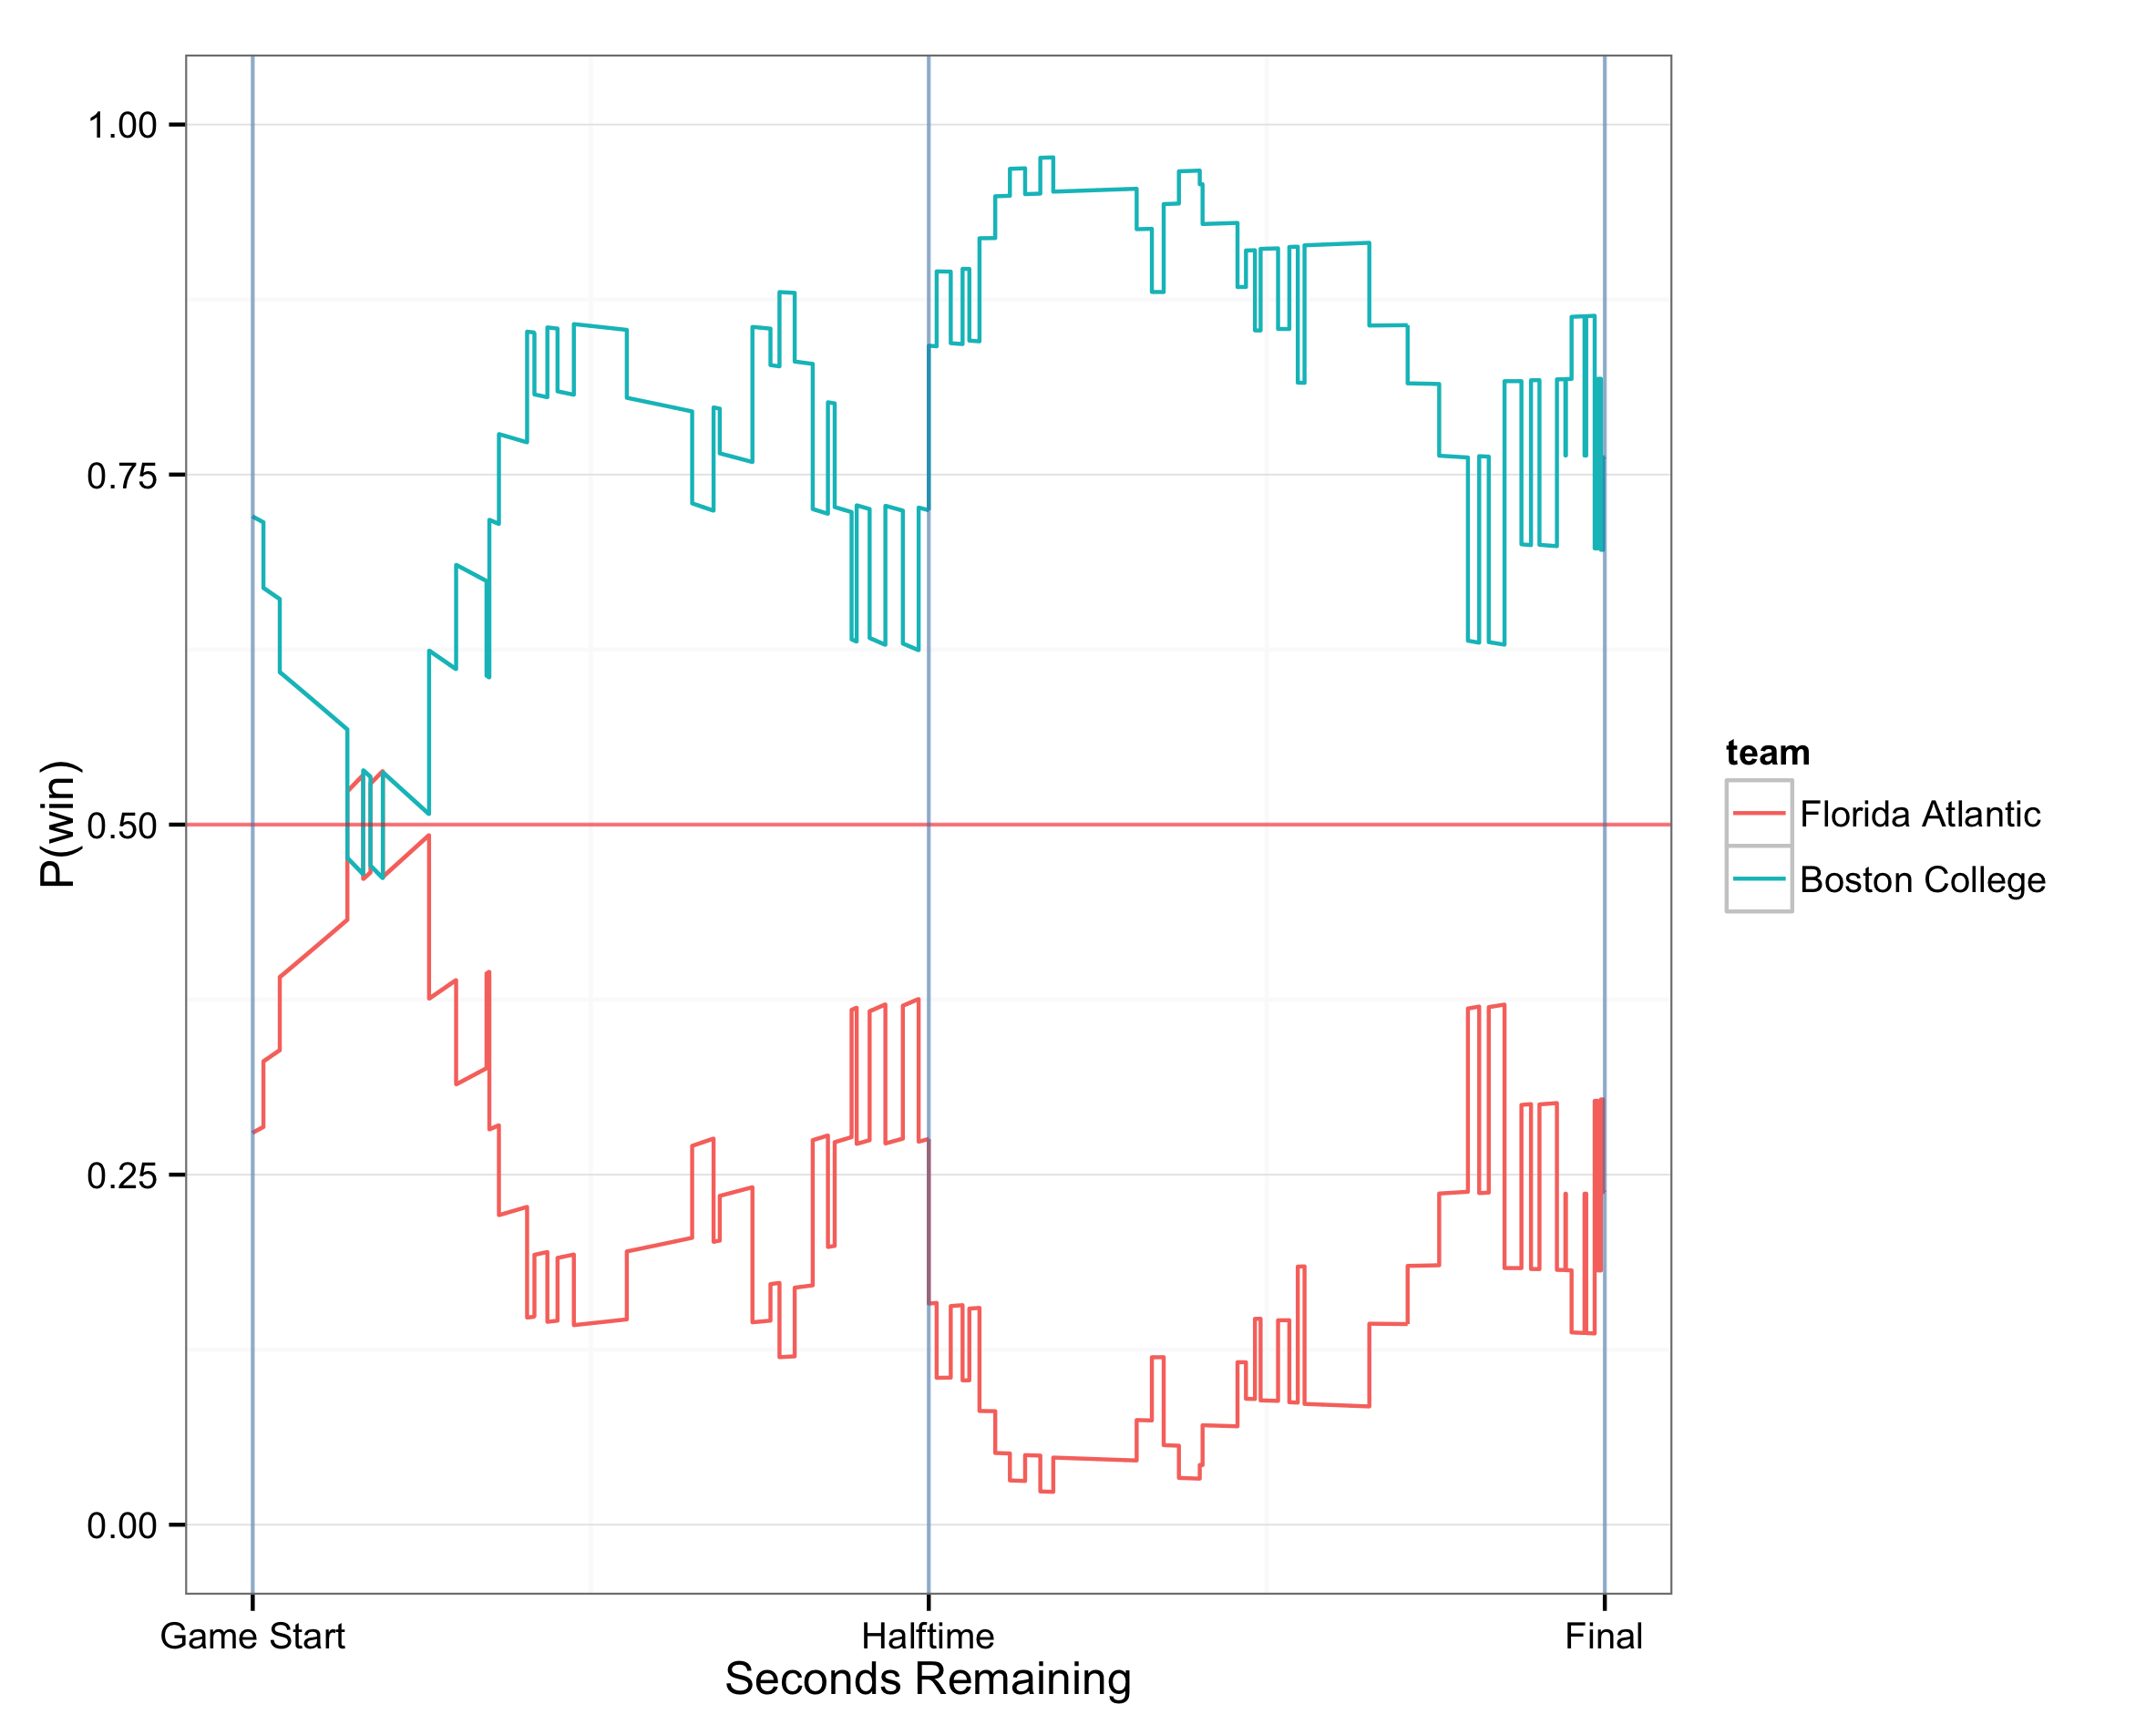 1.00
0.75
0.50
0.25
0.00
P(win)
Game Start
Halftime
Final
Seconds Remaining
team
Florida Atlantic
Boston College